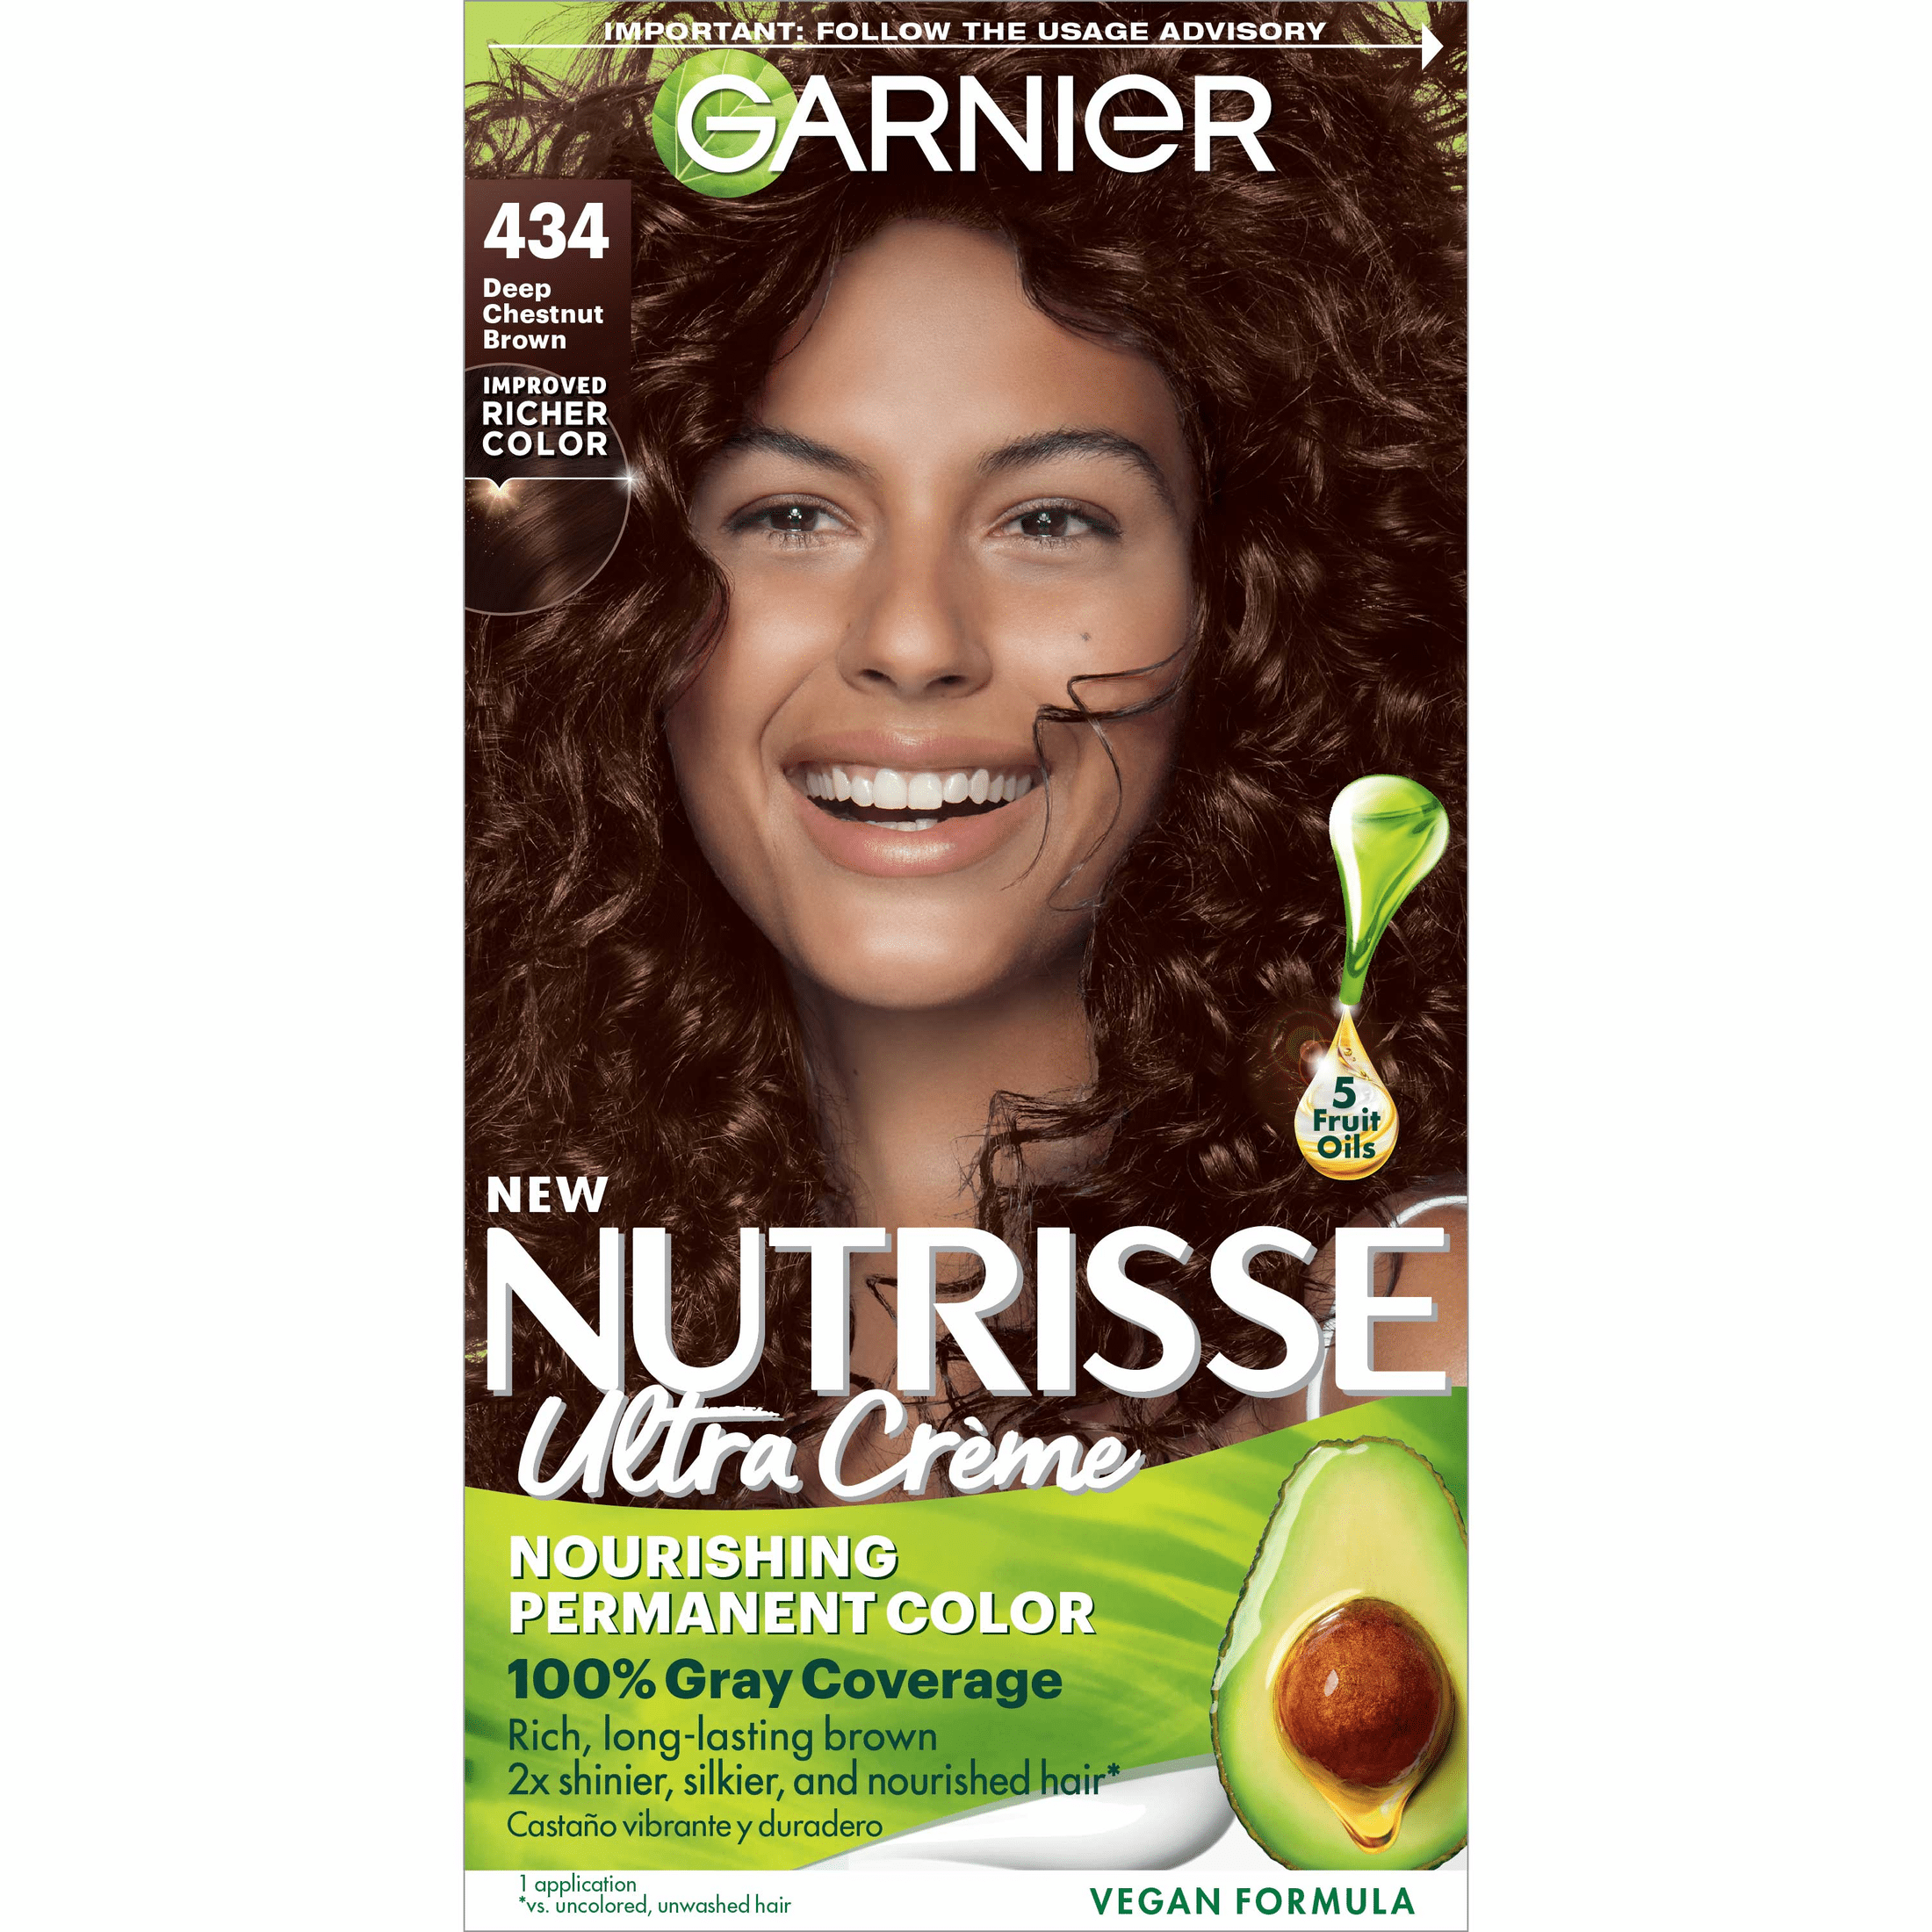 IMPORTANT: FOLLOW THE USAGE ADVISORY
GARNIER
434
Deep
Chestnut
Brown
IMPROVED
RICHER
COLOR
5
Fruit
Oils
NEW
NUTRISSE
Ultra Crème
NOURISHING
PERMANENT COLOR
100% Gray Coverage
Rich, long-lasting brown
2x shinier, silkier, and nourished hair*
Castaño vibrante y duradero
1 application
*vs. uncolored, unwashed hair
VEGAN FORMULA